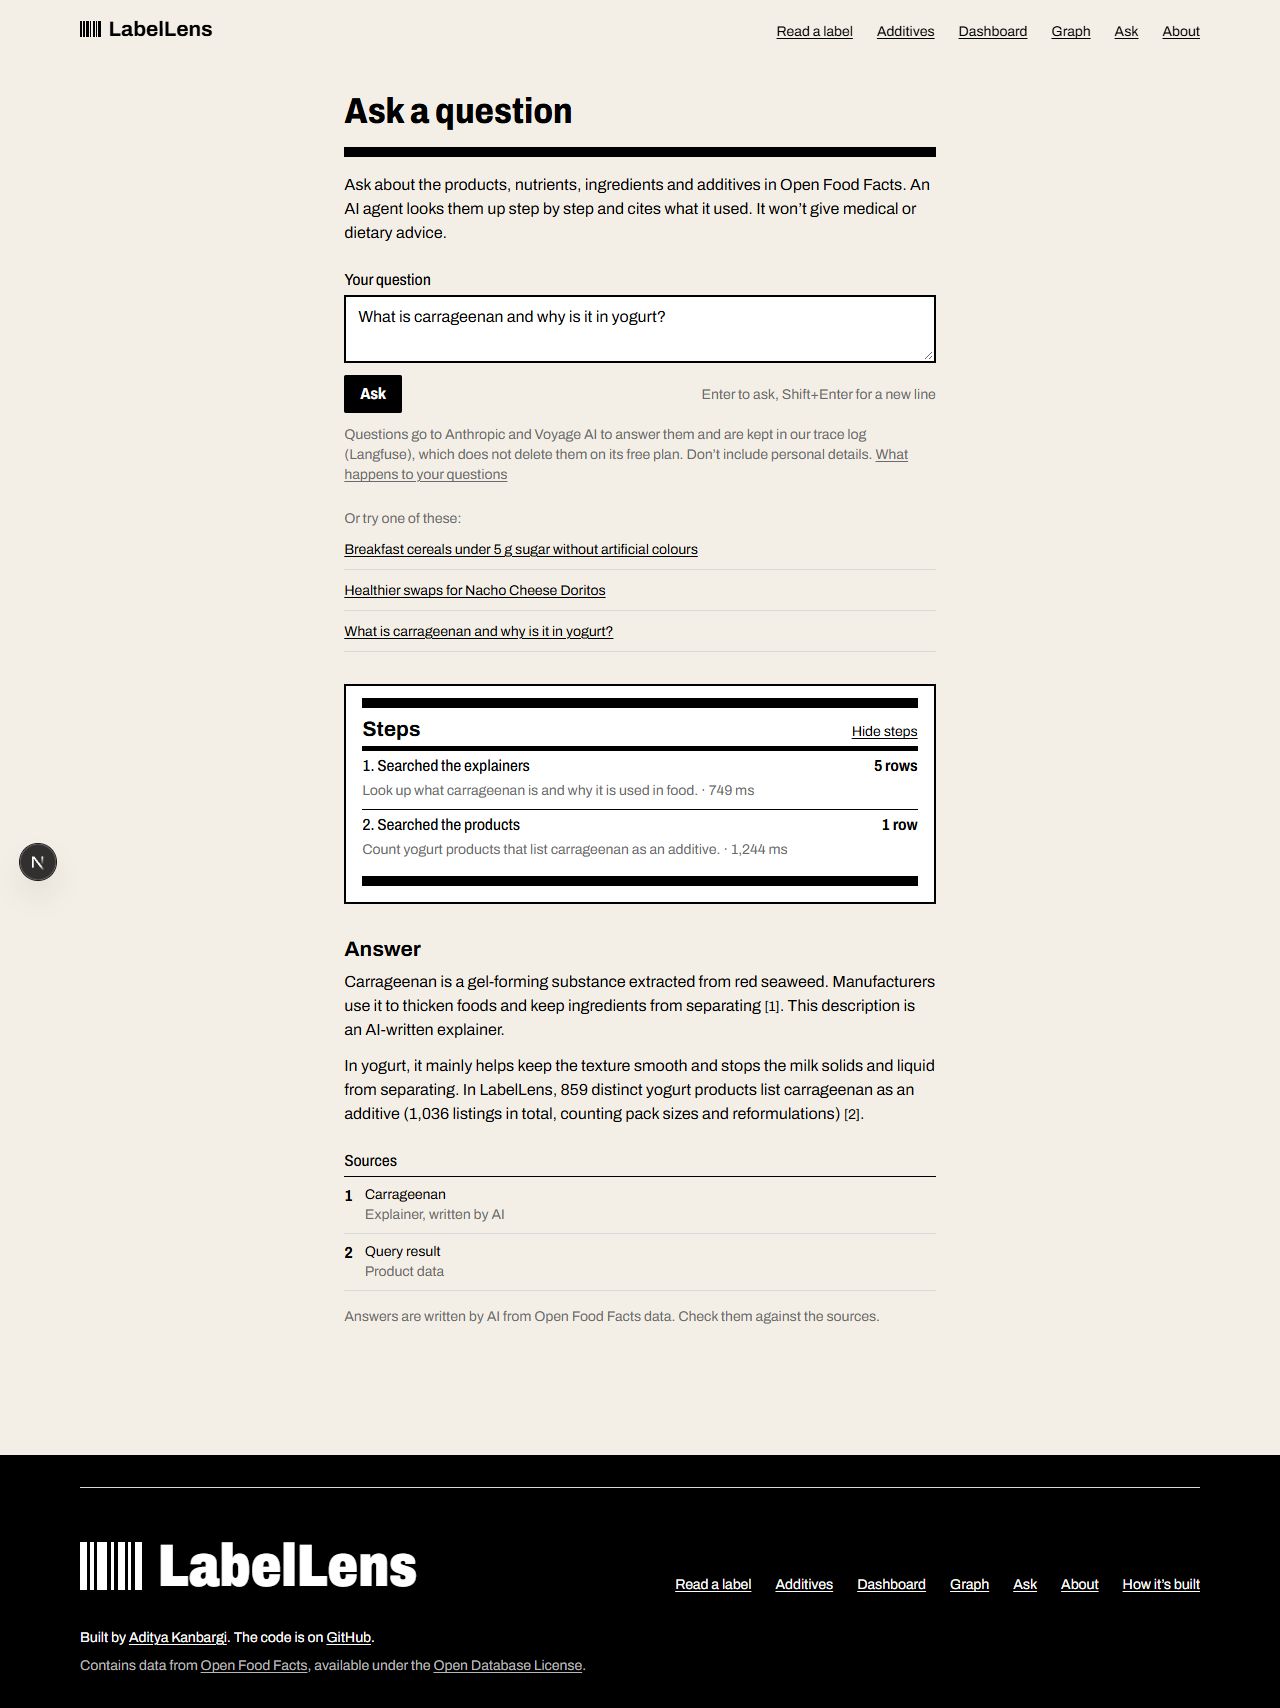 LabelLens
Read a label Additives Dashboard Graph Ask About
Ask a question
Ask about the products, nutrients, ingredients and additives in Open Food Facts. An
AI agent looks them up step by step and cites what it used. It won’t give medical or
dietary advice.
Your question
What is carrageenan and why is it in yogurt?
Ask
Enter to ask, Shift+Enter for a new line
Questions go to Anthropic and Voyage AI to answer them and are kept in our trace log
(Langfuse), which does not delete them on its free plan. Don’t include personal details. What
happens to your questions
Or try one of these:
Breakfast cereals under 5 g sugar without artificial colours
Healthier swaps for Nacho Cheese Doritos
What is carrageenan and why is it in yogurt?
Steps
Hide steps
1. Searched the explainers
5 rows
Look up what carrageenan is and why it is used in food. · 749 ms
2. Searched the products
1 row
Count yogurt products that list carrageenan as an additive. · 1,244 ms
N
Answer
Carrageenan is a gel-forming substance extracted from red seaweed. Manufacturers
use it to thicken foods and keep ingredients from separating [1]. This description is
an AI-written explainer.
In yogurt, it mainly helps keep the texture smooth and stops the milk solids and liquid
from separating. In LabelLens, 859 distinct yogurt products list carrageenan as an
additive (1,036 listings in total, counting pack sizes and reformulations) [2].
Sources
1 Carrageenan
Explainer, written by AI
2 Query result
Product data
Answers are written by AI from Open Food Facts data. Check them against the sources.
LabelLens
Read a label Additives Dashboard Graph Ask About How it’s built
Built by Aditya Kanbargi. The code is on GitHub.
Contains data from Open Food Facts, available under the Open Database License.